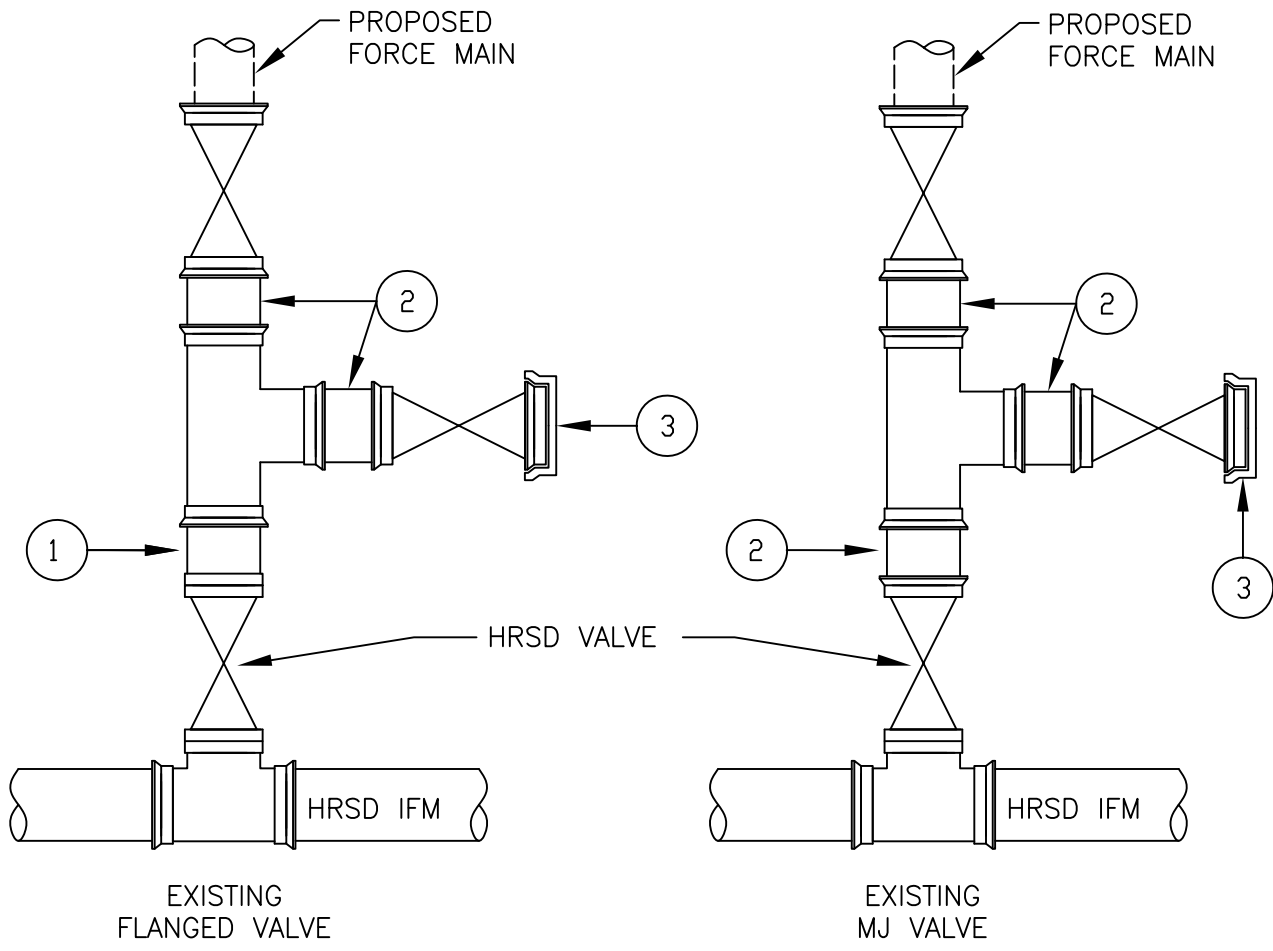 PROPOSED
FORCE MAIN
2
3
1
HRSD IFM
EXISTING
FLANGED VALVE
HRSD VALVE
PROPOSED
FORCE MAIN
2
3
2
HRSD IFM
EXISTING
MJ VALVE